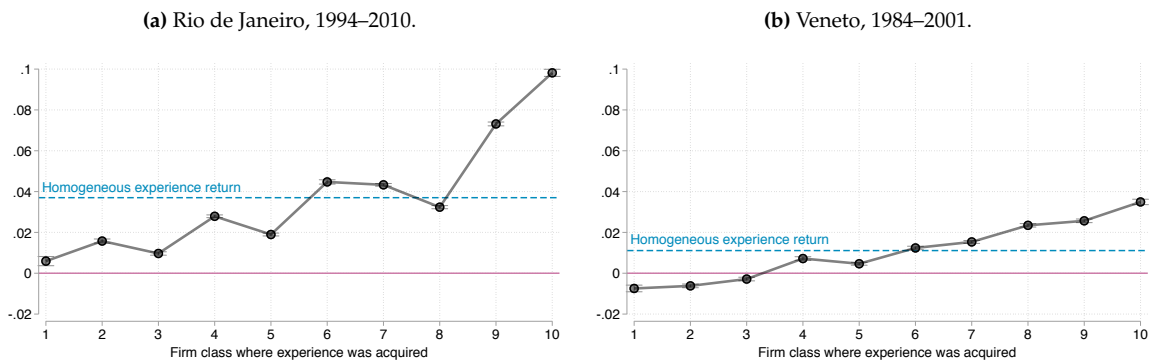 (a) Rio de Janeiro, 1994–2010.
.1
.08
.06
.04
.02
0
-.02
Homogeneous experience return
1 2 3 4 5 6 7 8 9 10
Firm class where experience was acquired
(b) Veneto, 1984–2001.
.1
.08
.06
.04
.02
0
-.02
Homogeneous experience return
1 2 3 4 5 6 7 8 9 10
Firm class where experience was acquired